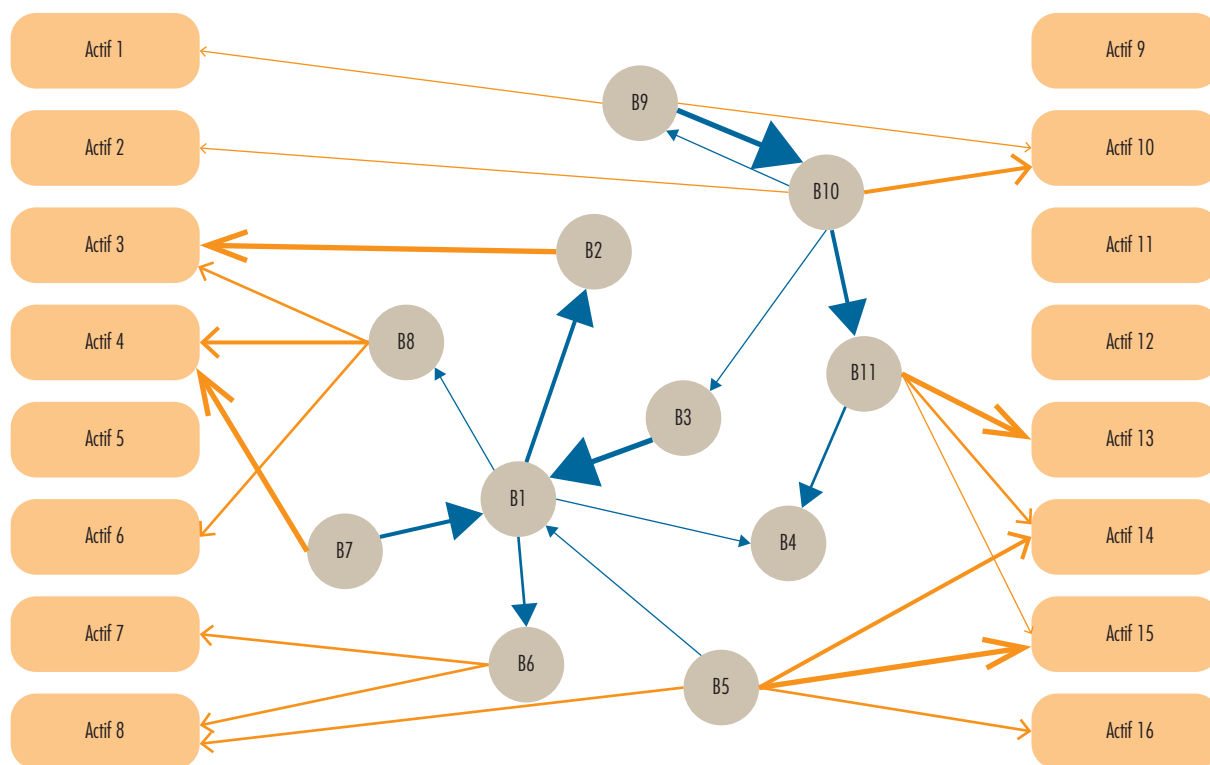 Actif 1
Actif 2
Actif 3
Actif 4
Actif 5
Actif 6
Actif 7
Actif 8
B9
B10
B2
B8
B11
B3
B1
B4
B7
B6
B5
Actif 9
Actif 10
Actif 11
Actif 12
Actif 13
Actif 14
Actif 15
Actif 16